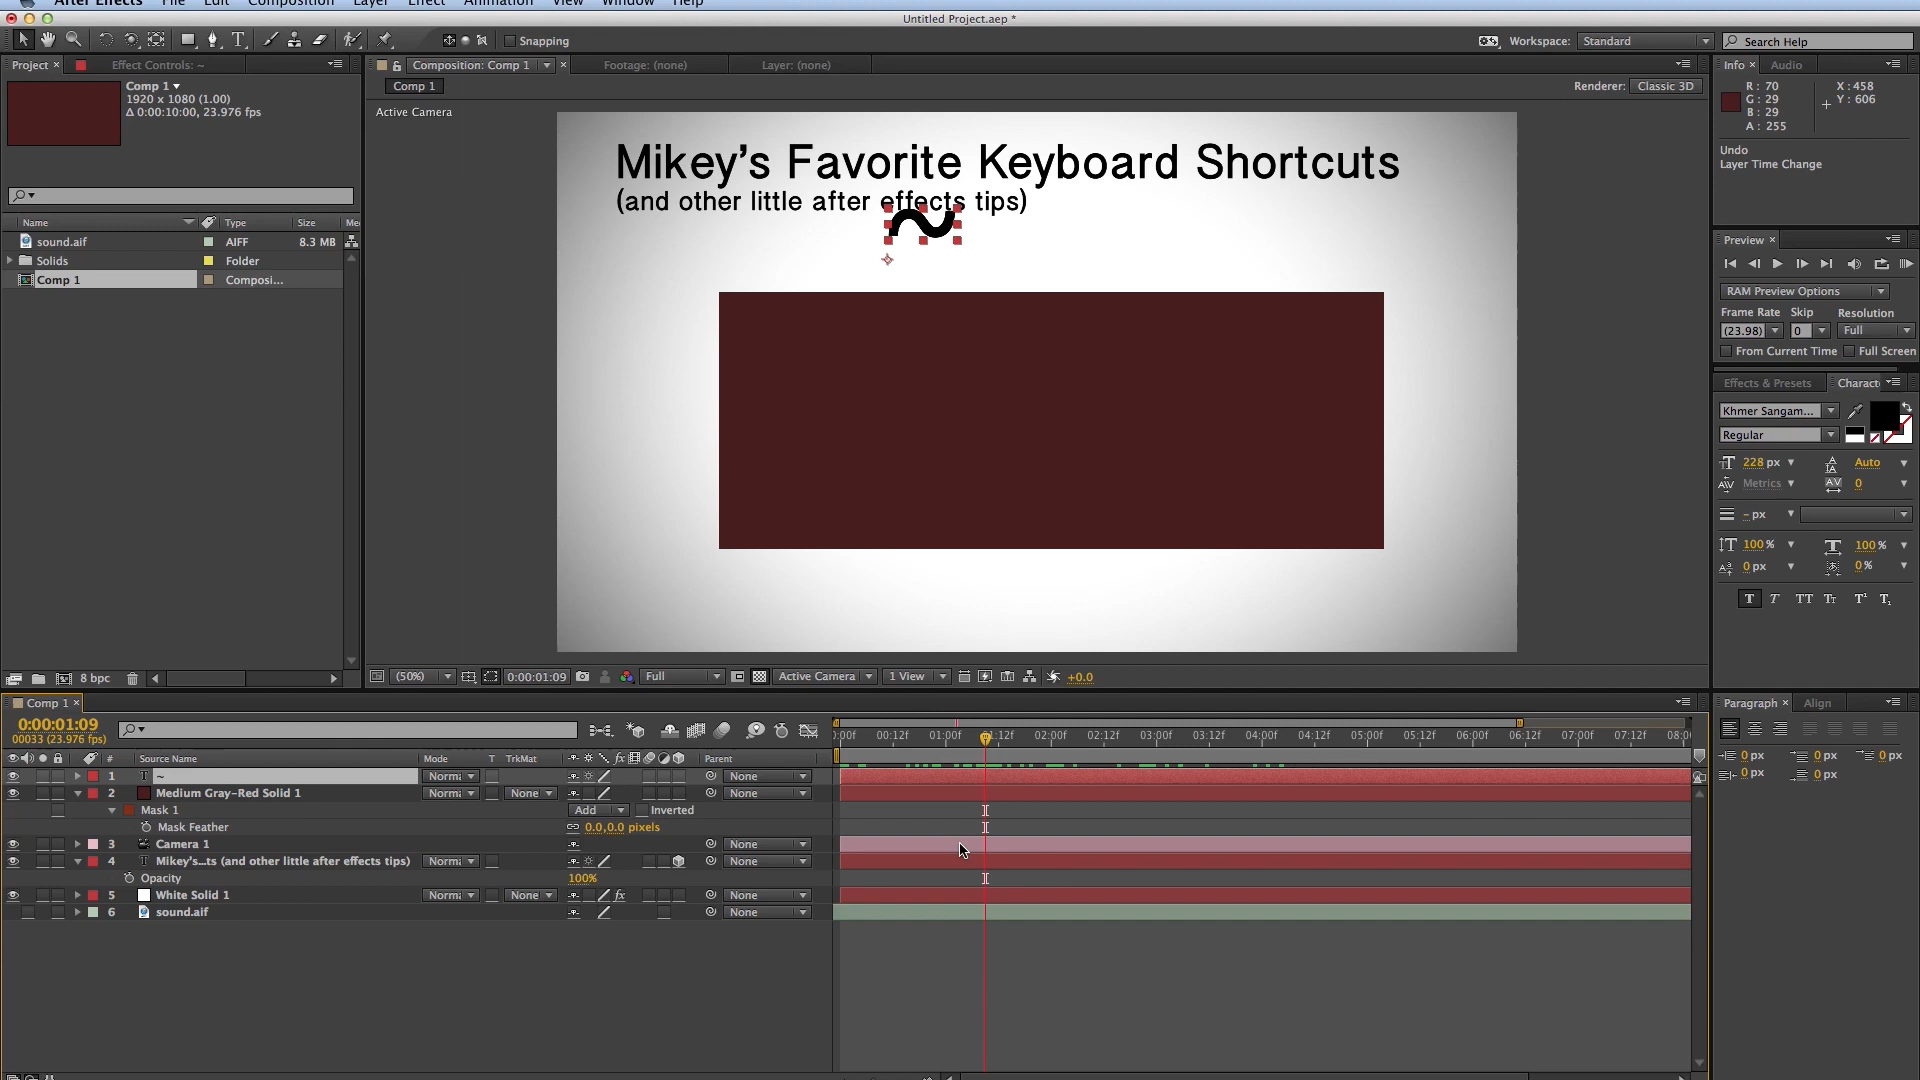 After Effects File Edit Composition Layer Effect Animation View Window Help
Untitled Project.aep *
Snapping
Workspace: Standard
Search Help
Project × Effect Controls: ~
Comp 1
1920 x 1080 (1.00)
Δ 0:00:10:00, 23.976 fps
Name Type Size Me
sound.aif AIFF 8.3 MB
Solids Folder
Comp 1 Composi...
8 bpc
Composition: Comp 1 × Footage: (none) Layer: (none)
Comp 1
Renderer: Classic 3D
Active Camera
Mikey's Favorite Keyboard Shortcuts
(and other little after effects tips)
~
(50%) 0:00:01:09 Full Active Camera 1 View +0.0
Info × Audio
R: 70 X: 458
G: 29 Y: 606
B: 29
A: 255
Undo
Layer Time Change
Preview ×
RAM Preview Options
Frame Rate Skip Resolution
(23.98) 0 Full
From Current Time Full Screen
Effects & Presets Charact
Khmer Sangam...
Regular
228 px Auto
Metrics 0
- px
100% 100%
0 px 0%
T T TT Tr T¹ T₁
Paragraph × Align
0 px 0 px 0 px
0 px 0 px
Comp 1 ×
0:00:01:09
00033 (23.976 fps)
:00f 00:12f 01:00f 01:12f 02:00f 02:12f 03:00f 03:12f 04:00f 04:12f 05:00f 05:12f 06:00f 06:12f 07:00f 07:12f 08:0
# Source Name Mode T TrkMat fx Parent
1 T ~ Norma None
2 Medium Gray-Red Solid 1 Norma None None
Mask 1 Add Inverted
Mask Feather 0.0,0.0 pixels
3 Camera 1 None
4 T Mikey's...ts (and other little after effects tips) Norma None
Opacity 100%
5 White Solid 1 Norma None fx None
6 sound.aif None